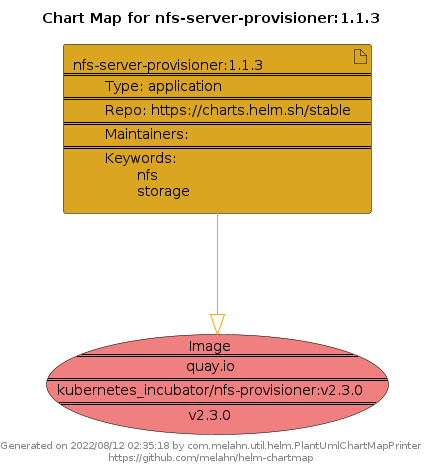 Chart Map for nfs-server-provisioner:1.1.3
nfs-server-provisioner:1.1.3
Type: application
Repo: https://charts.helm.sh/stable
Maintainers:
Keywords:
nfs
storage
Image
quay.io
kubernetes_incubator/nfs-provisioner:v2.3.0
v2.3.0
Generated on 2022/08/12 02:35:18 by com.melahn.util.helm.PlantUmlChartMapPrinter
https://github.com/melahn/helm-chartmap